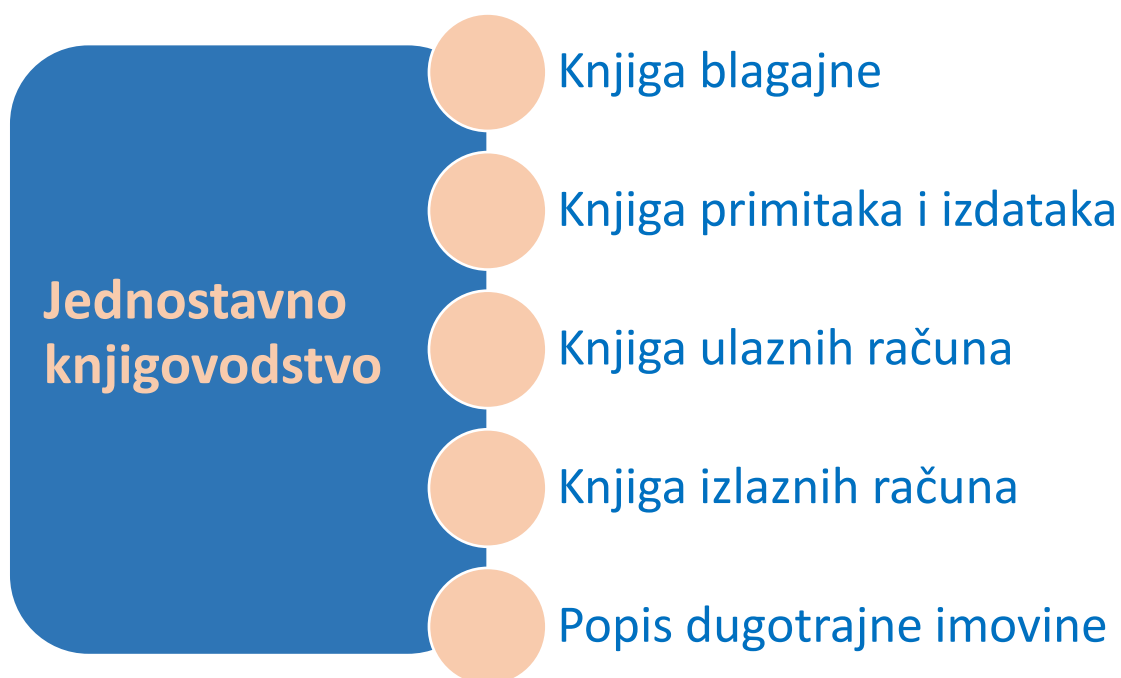 Jednostavno
knjigovodstvo
Knjiga blagajne
Knjiga primitaka i izdataka
Knjiga ulaznih računa
Knjiga izlaznih računa
Popis dugotrajne imovine